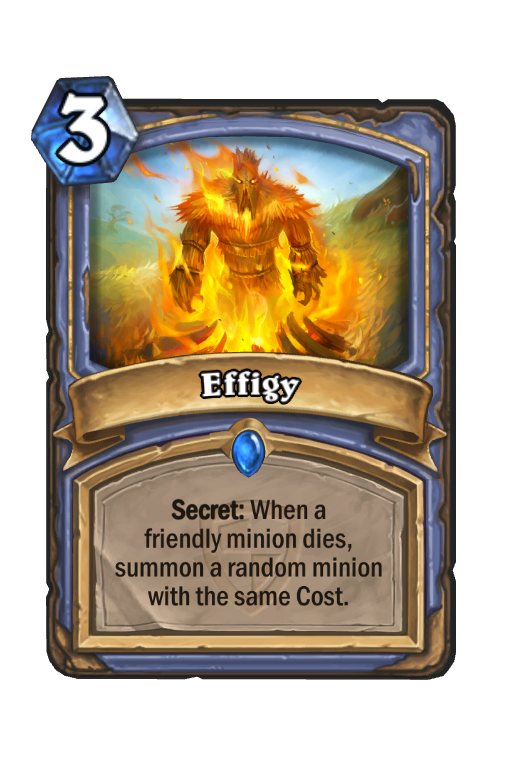 3
Effigy
Secret: When a
friendly minion dies,
summon a random minion
with the same Cost.